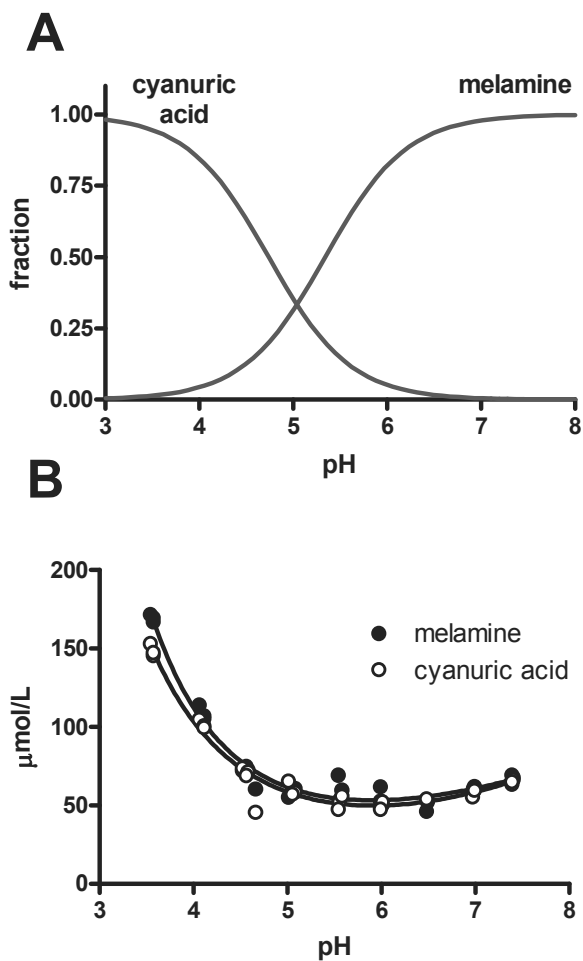 A
cyanuric
acid
melamine
1.00
0.75
0.50
0.25
0.00
fraction
3 4 5 6 7 8
pH
B
200
150
100
50
0
μmol/L
melamine
cyanuric acid
3 4 5 6 7 8
pH